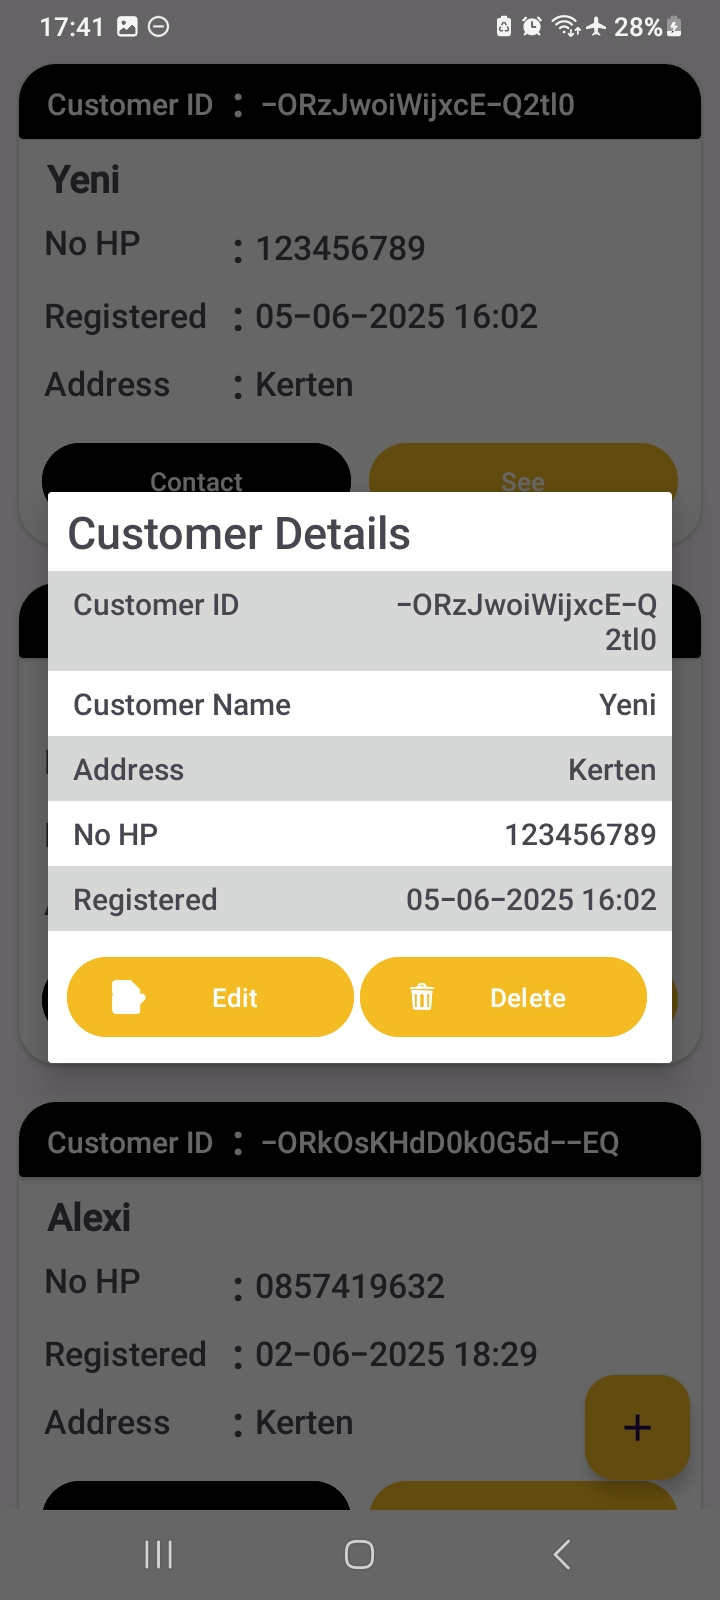 17:41
28%
Customer ID : -ORzJwoiWijxcE-Q2tl0
Yeni
No HP : 123456789
Registered : 05-06-2025 16:02
Address : Kerten
Contact See
Customer Details
Customer ID -ORzJwoiWijxcE-Q
2tl0
Customer Name Yeni
Address Kerten
No HP 123456789
Registered 05-06-2025 16:02
Edit Delete
Customer ID : -ORkOsKHdD0k0G5d--EQ
Alexi
No HP : 0857419632
Registered : 02-06-2025 18:29
Address : Kerten
+